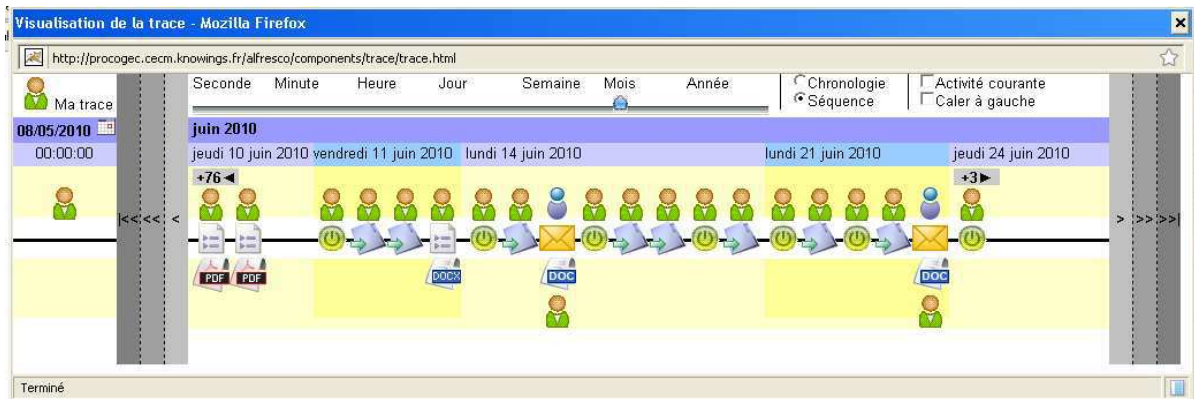 Visualisation de la trace - Mozilla Firefox
http://procogec.cecm.knowings.fr/alfresco/components/trace/trace.html
Ma trace
Seconde Minute Heure Jour Semaine Mois Année
Chronologie
Séquence
Activité courante
Caler à gauche
08/05/2010 juin 2010
00:00:00 jeudi 10 juin 2010 vendredi 11 juin 2010 lundi 14 juin 2010 lundi 21 juin 2010 jeudi 24 juin 2010
+76◄ +3►
|<< << < > >> >>|
PDF PDF DOCX DOC DOC
Terminé